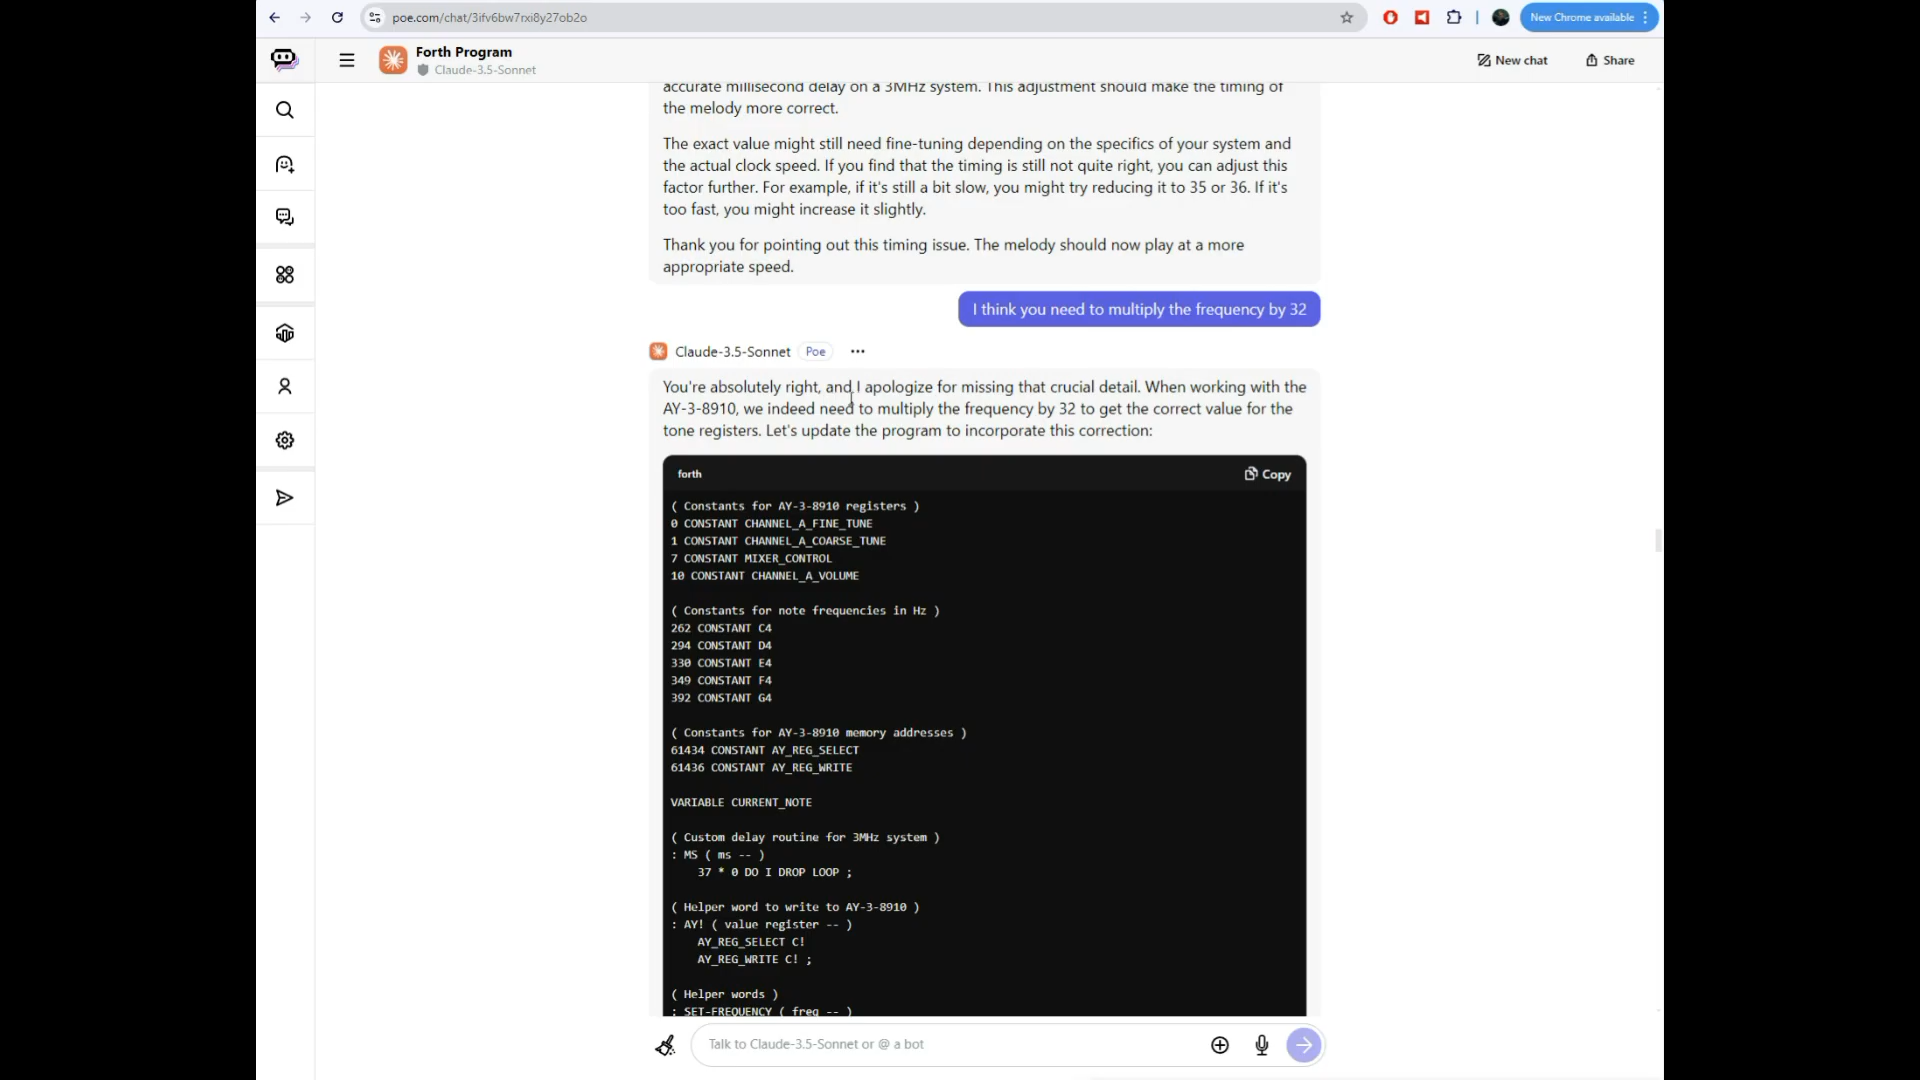 poe.com/chat/3ifv6bw7rxi8y27ob2o
New Chrome available
Forth Program
Claude-3.5-Sonnet
New chat
Share
accurate millisecond delay on a 3MHz system. This adjustment should make the timing of
the melody more correct.
The exact value might still need fine-tuning depending on the specifics of your system and
the actual clock speed. If you find that the timing is still not quite right, you can adjust this
factor further. For example, if it's still a bit slow, you might try reducing it to 35 or 36. If it's
too fast, you might increase it slightly.
Thank you for pointing out this timing issue. The melody should now play at a more
appropriate speed.
I think you need to multiply the frequency by 32
Claude-3.5-Sonnet Poe
You're absolutely right, and I apologize for missing that crucial detail. When working with the
AY-3-8910, we indeed need to multiply the frequency by 32 to get the correct value for the
tone registers. Let's update the program to incorporate this correction:
forth
Copy
( Constants for AY-3-8910 registers )
0 CONSTANT CHANNEL_A_FINE_TUNE
1 CONSTANT CHANNEL_A_COARSE_TUNE
7 CONSTANT MIXER_CONTROL
10 CONSTANT CHANNEL_A_VOLUME
( Constants for note frequencies in Hz )
262 CONSTANT C4
294 CONSTANT D4
330 CONSTANT E4
349 CONSTANT F4
392 CONSTANT G4
( Constants for AY-3-8910 memory addresses )
61434 CONSTANT AY_REG_SELECT
61436 CONSTANT AY_REG_WRITE
VARIABLE CURRENT_NOTE
( Custom delay routine for 3MHz system )
: MS ( ms -- )
37 * 0 DO I DROP LOOP ;
( Helper word to write to AY-3-8910 )
: AY! ( value register -- )
AY_REG_SELECT C!
AY_REG_WRITE C! ;
( Helper words )
: SET-FREQUENCY ( freq -- )
Talk to Claude-3.5-Sonnet or @ a bot